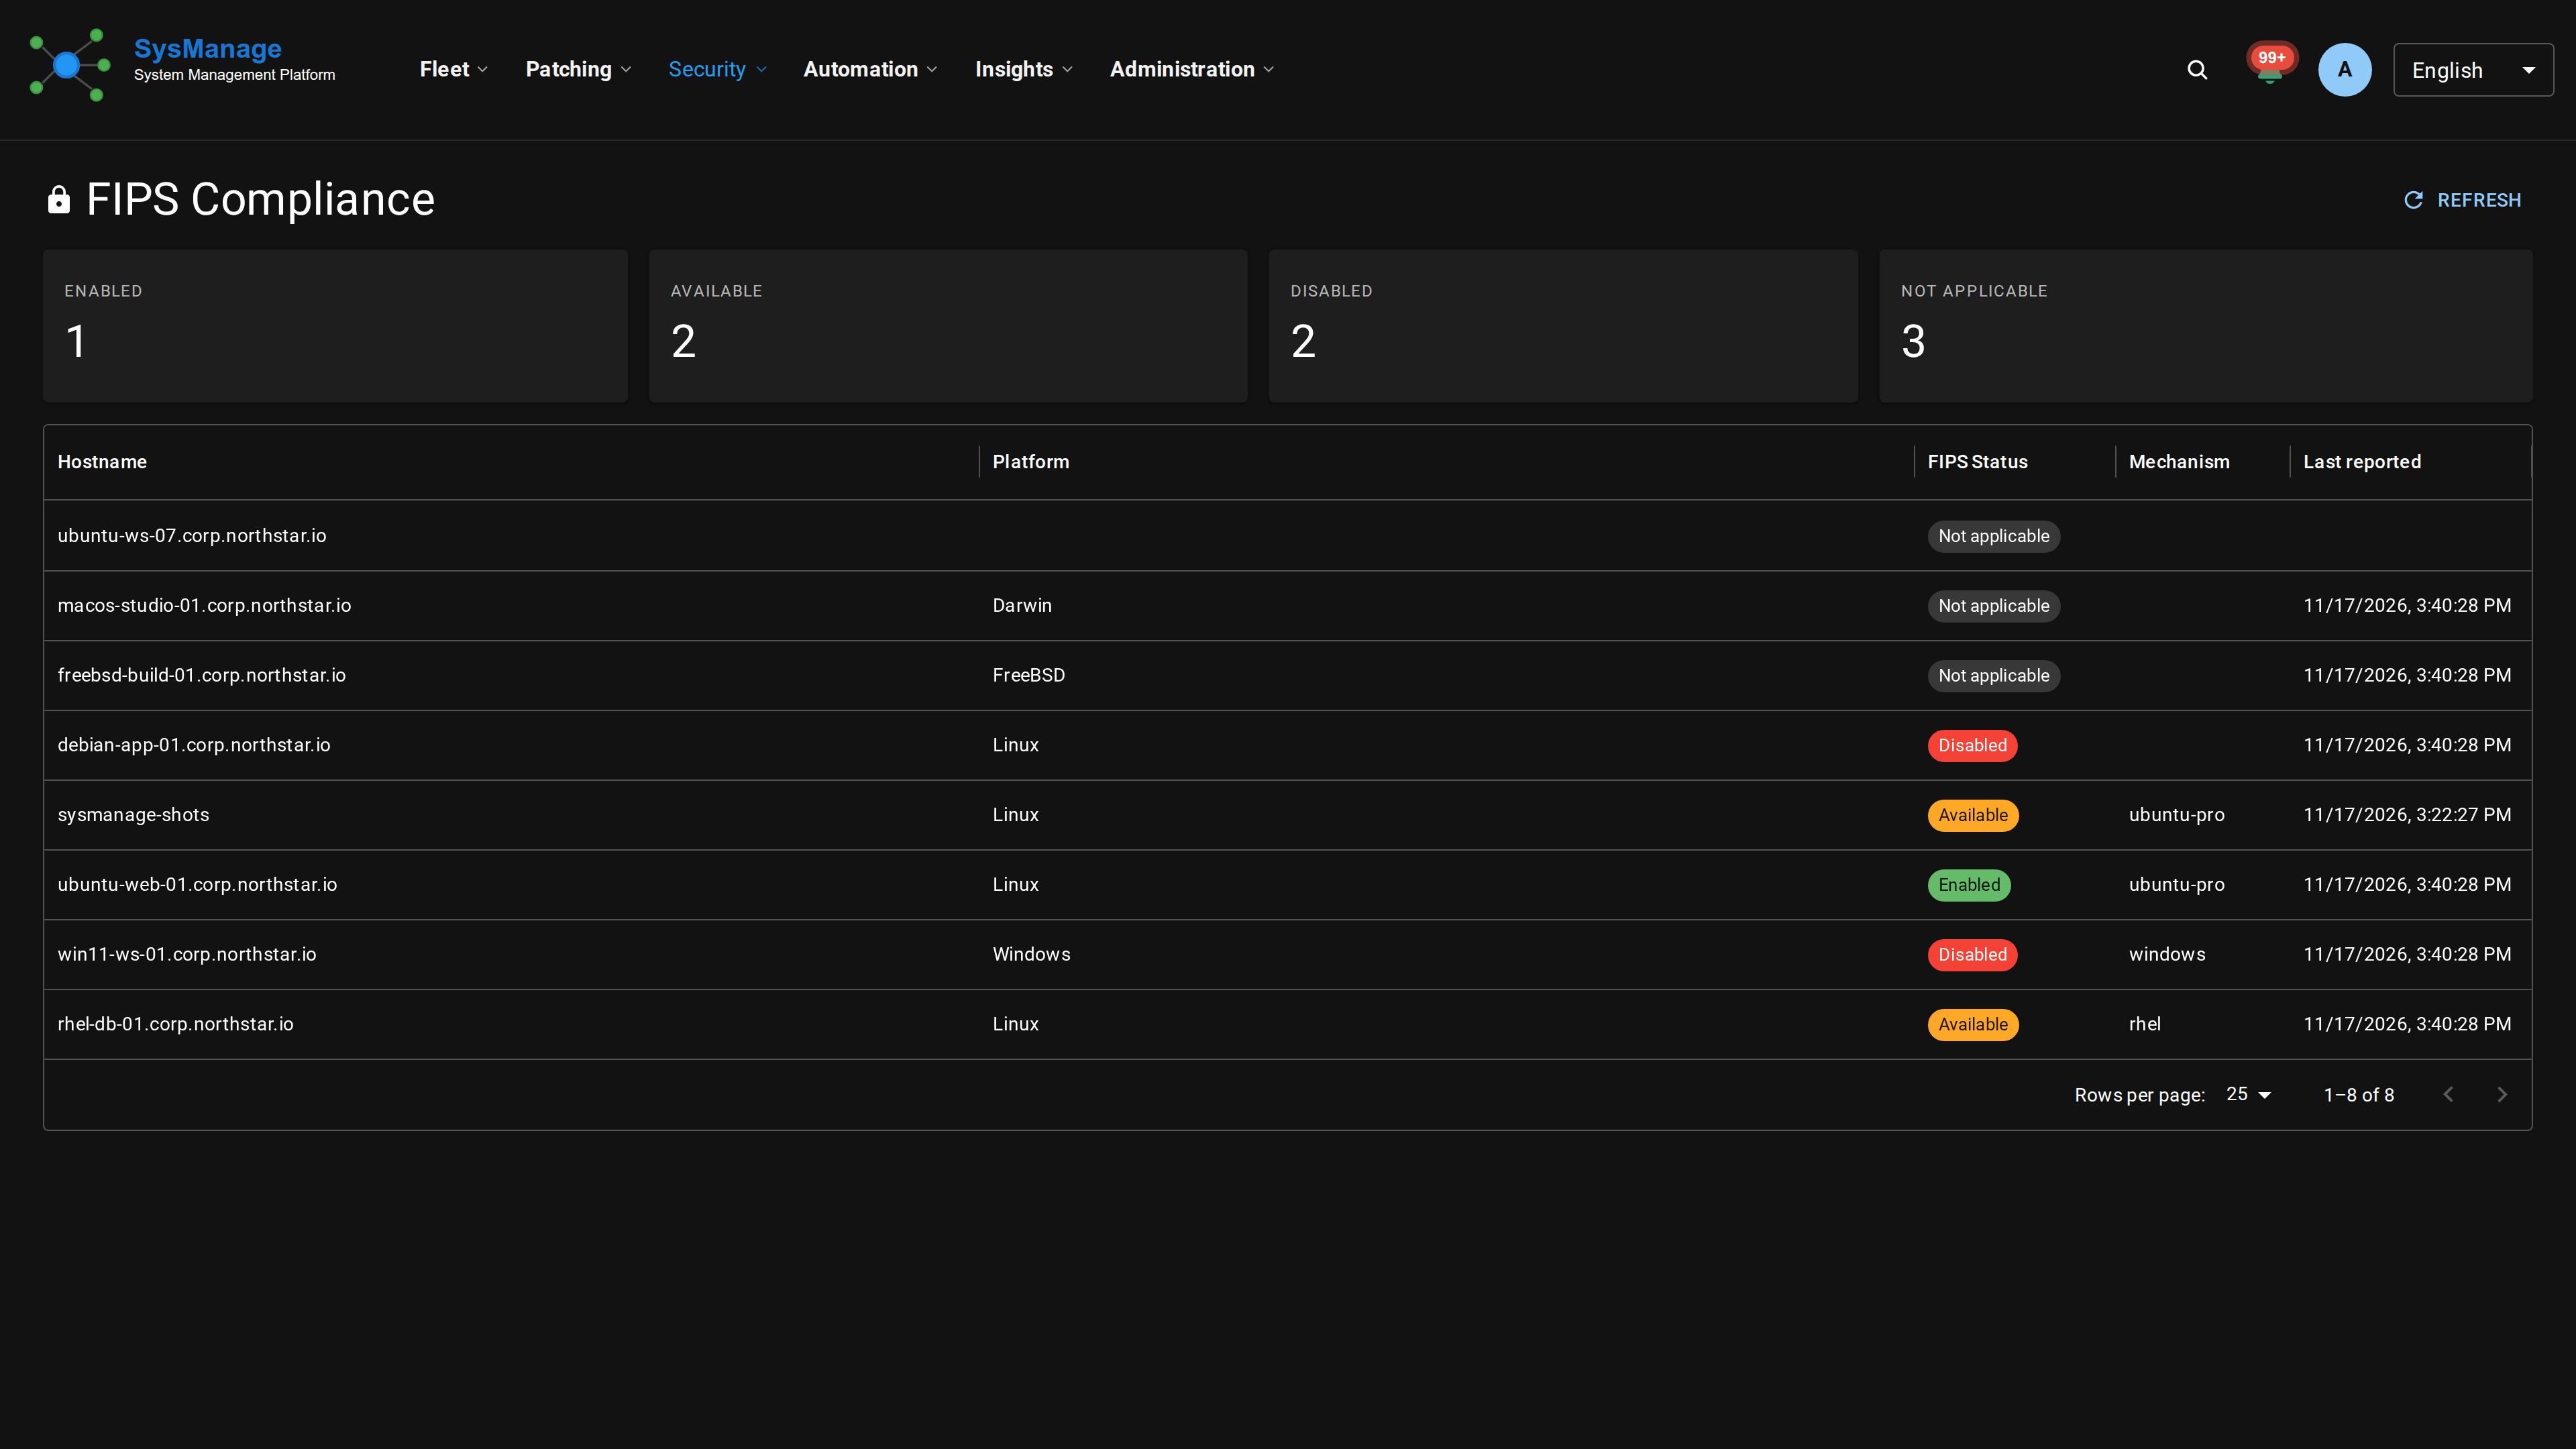 SysManage
System Management Platform
Fleet Patching Security Automation Insights Administration
99+
A
English
FIPS Compliance
REFRESH
ENABLED
1
AVAILABLE
2
DISABLED
2
NOT APPLICABLE
3
Hostname Platform FIPS Status Mechanism Last reported
ubuntu-ws-07.corp.northstar.io Not applicable
macos-studio-01.corp.northstar.io Darwin Not applicable 11/17/2026, 3:40:28 PM
freebsd-build-01.corp.northstar.io FreeBSD Not applicable 11/17/2026, 3:40:28 PM
debian-app-01.corp.northstar.io Linux Disabled 11/17/2026, 3:40:28 PM
sysmanage-shots Linux Available ubuntu-pro 11/17/2026, 3:22:27 PM
ubuntu-web-01.corp.northstar.io Linux Enabled ubuntu-pro 11/17/2026, 3:40:28 PM
win11-ws-01.corp.northstar.io Windows Disabled windows 11/17/2026, 3:40:28 PM
rhel-db-01.corp.northstar.io Linux Available rhel 11/17/2026, 3:40:28 PM
Rows per page: 25 1–8 of 8